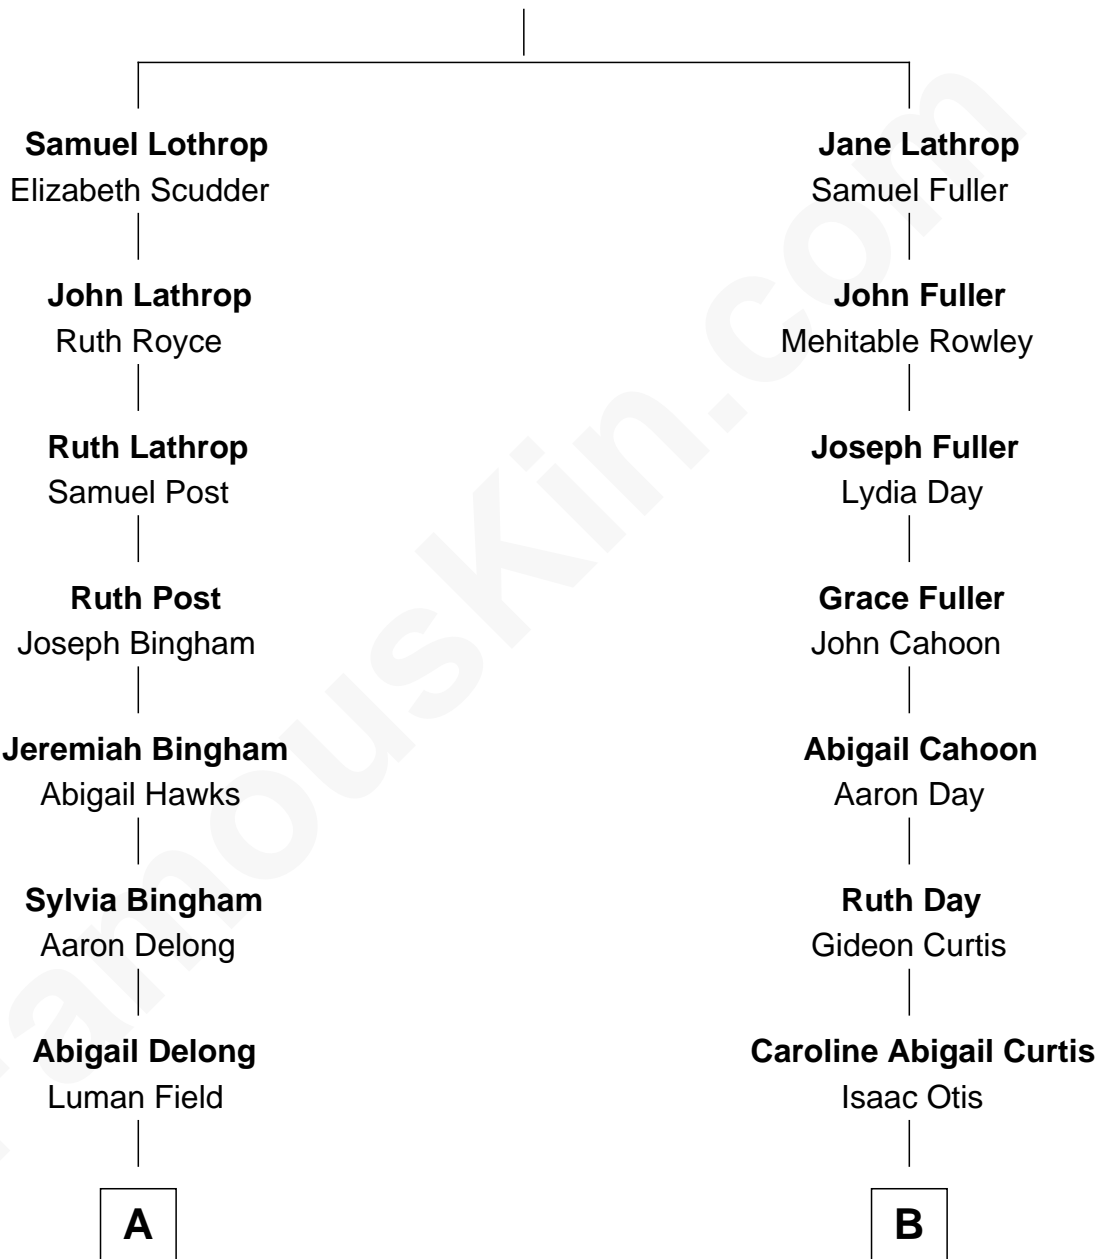 Samuel Lothrop
Elizabeth Scudder
John Lathrop
Ruth Royce
Ruth Lathrop
Samuel Post
Ruth Post
Joseph Bingham
Jeremiah Bingham
Abigail Hawks
Sylvia Bingham
Aaron Delong
Abigail Delong
Luman Field
A
Jane Lathrop
Samuel Fuller
John Fuller
Mehitable Rowley
Joseph Fuller
Lydia Day
Grace Fuller
John Cahoon
Abigail Cahoon
Aaron Day
Ruth Day
Gideon Curtis
Caroline Abigail Curtis
Isaac Otis
B
FamousKin.com